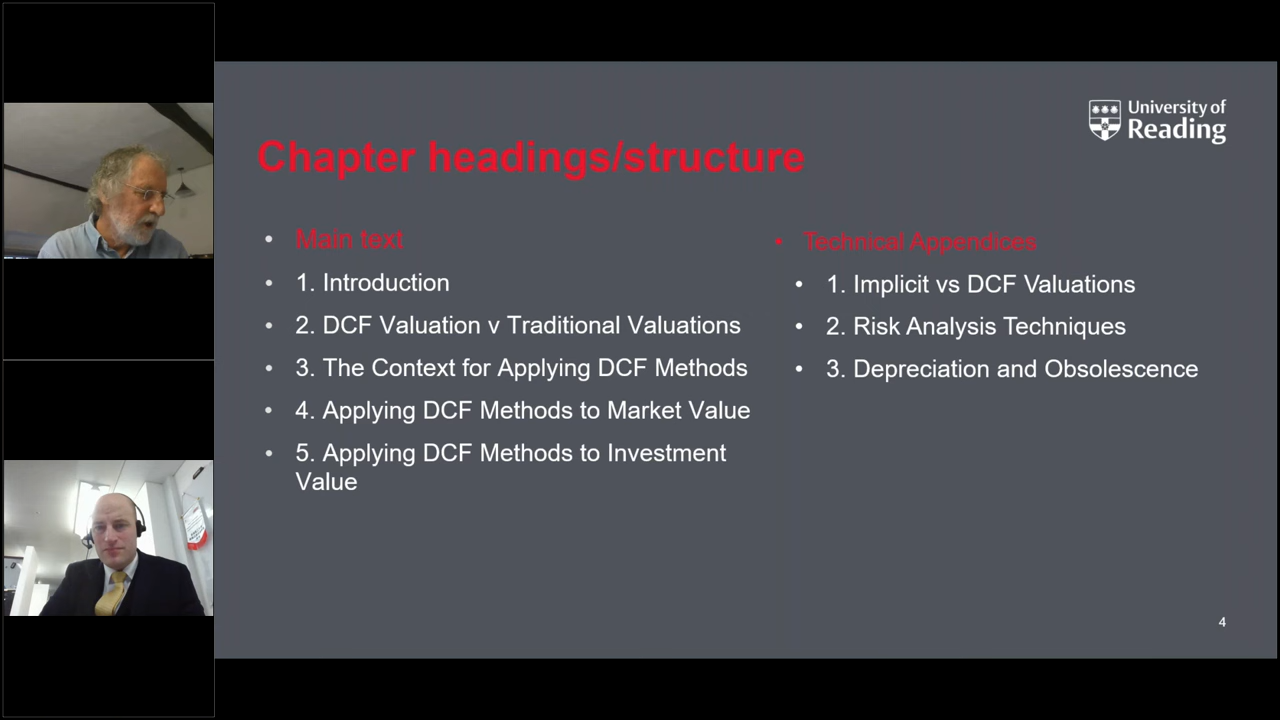 University of
Reading
Chapter headings/structure
• Main text
• 1. Introduction
• 2. DCF Valuation v Traditional Valuations
• 3. The Context for Applying DCF Methods
• 4. Applying DCF Methods to Market Value
• 5. Applying DCF Methods to Investment
Value
• Technical Appendices
• 1. Implicit vs DCF Valuations
• 2. Risk Analysis Techniques
• 3. Depreciation and Obsolescence
4